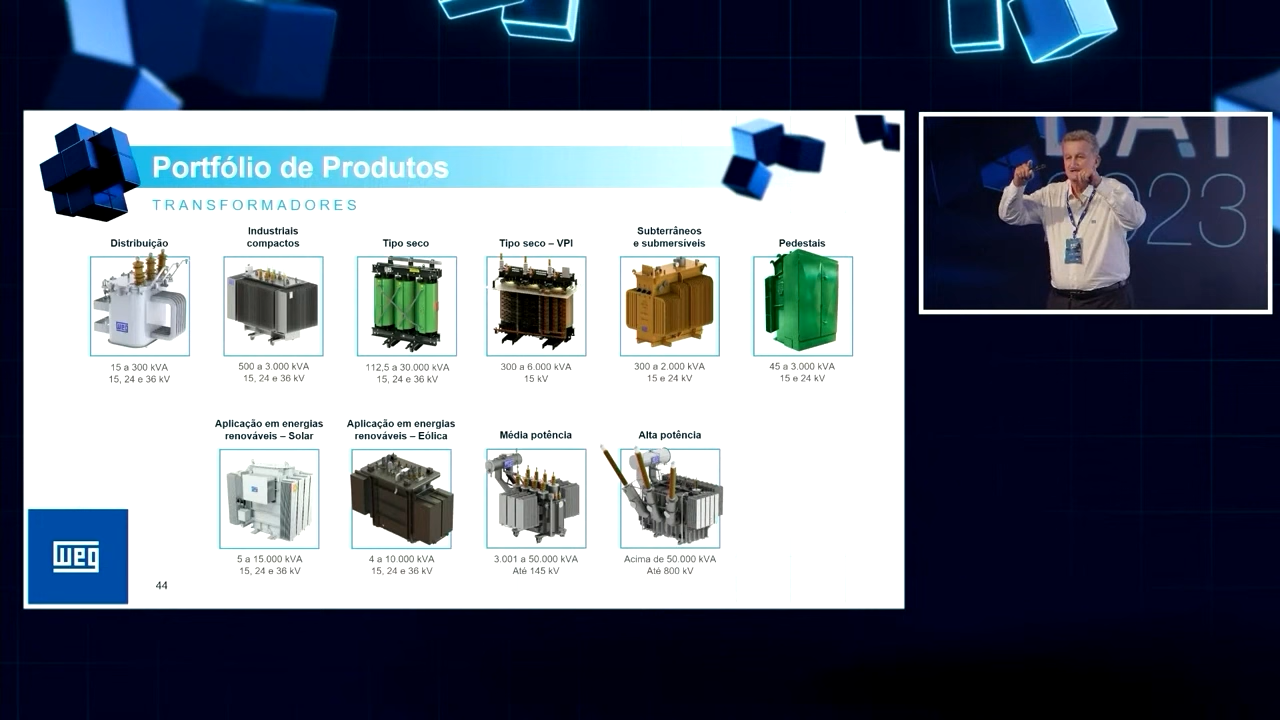 Portfólio de Produtos
TRANSFORMADORES
Distribuição
Industriais
compactos
Tipo seco
Tipo seco – VPI
Subterrâneos
e submersíveis
Pedestais
15 a 300 kVA
15, 24 e 36 kV
500 a 3.000 kVA
15, 24 e 36 kV
112,5 a 30.000 kVA
15, 24 e 36 kV
300 a 6.000 kVA
15 kV
300 a 2.000 kVA
15 e 24 kV
45 a 3.000 kVA
15 e 24 kV
Aplicação em energias
renováveis – Solar
Aplicação em energias
renováveis – Eólica
Média potência
Alta potência
5 a 15.000 kVA
15, 24 e 36 kV
4 a 10.000 kVA
15, 24 e 36 kV
3.001 a 50.000 kVA
Até 145 kV
Acima de 50.000 kVA
Até 800 kV
weg
44
DAY
2023